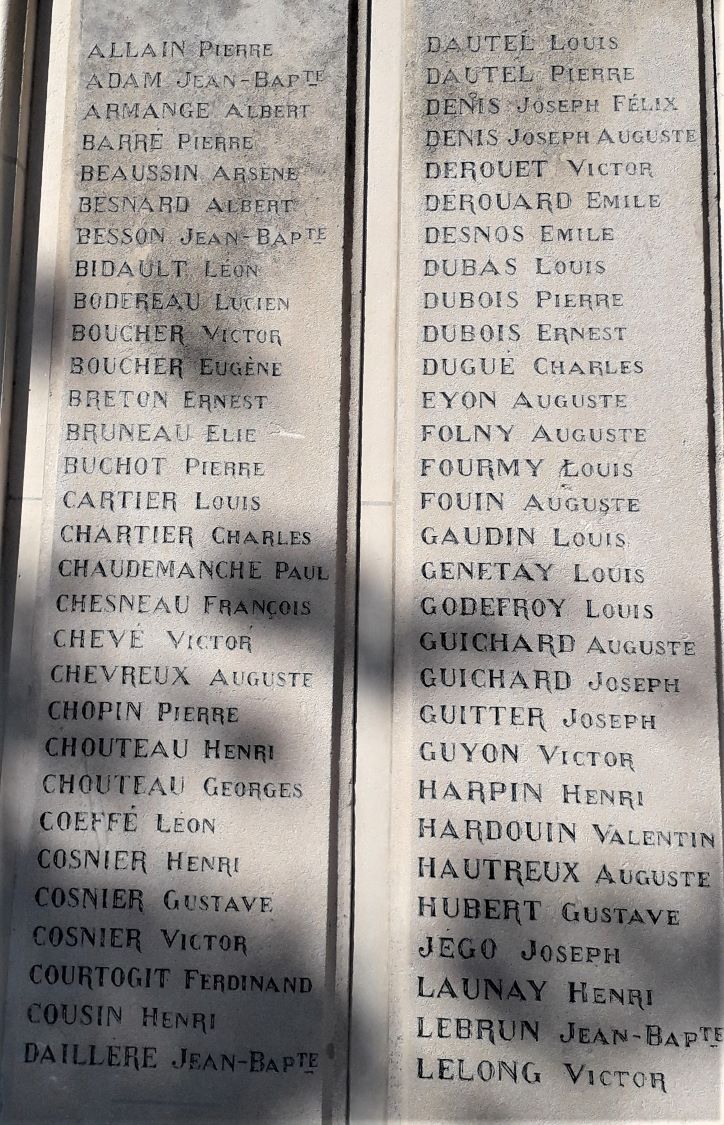 ALLAIN PIERRE
ADAM JEAN-BAPTE
ARMANGE ALBERT
BARRÉ PIERRE
BEAUSSIN ARSÈNE
BESNARD ALBERT
BESSON JEAN-BAPTE
BIDAULT LÉON
BODEREAU LUCIEN
BOUCHER VICTOR
BOUCHER EUGÈNE
BRETON ERNEST
BRUNEAU ELIE
BUCHOT PIERRE
CARTIER LOUIS
CHARTIER CHARLES
CHAUDEMANCHE PAUL
CHESNEAU FRANÇOIS
CHEVÉ VICTOR
CHEVREUX AUGUSTE
CHOPIN PIERRE
CHOUTEAU HENRI
CHOUTEAU GEORGES
COEFFÉ LÉON
COSNIER HENRI
COSNIER GUSTAVE
COSNIER VICTOR
COURTOGIT FERDINAND
COUSIN HENRI
DAILLÈRE JEAN-BAPTE
DAUTEL LOUIS
DAUTEL PIERRE
DENIS JOSEPH FÉLIX
DENIS JOSEPH AUGUSTE
DEROUET VICTOR
DÉROUARD EMILE
DESNOS EMILE
DUBAS LOUIS
DUBOIS PIERRE
DUBOIS ERNEST
DUGUÉ CHARLES
EYON AUGUSTE
FOLNY AUGUSTE
FOURMY LOUIS
FOUIN AUGUSTE
GAUDIN LOUIS
GENETAY LOUIS
GODEFROY LOUIS
GUICHARD AUGUSTE
GUICHARD JOSEPH
GUITTER JOSEPH
GUYON VICTOR
HARPIN HENRI
HARDOUIN VALENTIN
HAUTREUX AUGUSTE
HUBERT GUSTAVE
JÉGO JOSEPH
LAUNAY HENRI
LEBRUN JEAN-BAPTE
LELONG VICTOR